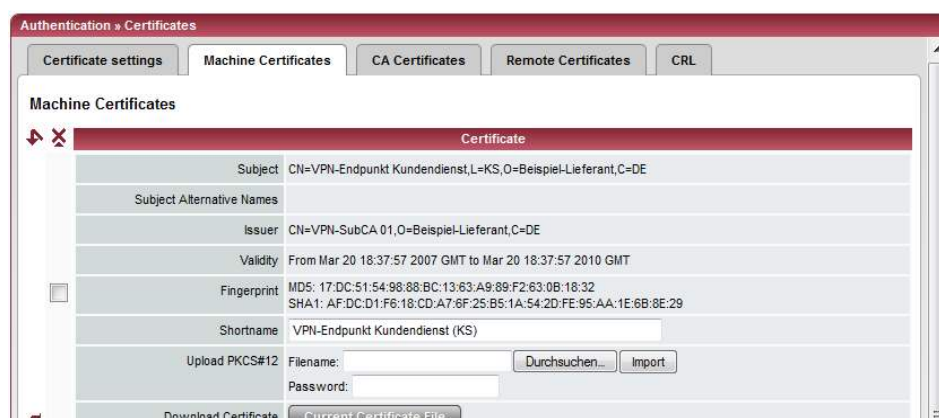 Authentication » Certificates
Certificate settings
Machine Certificates
CA Certificates
Remote Certificates
CRL
Machine Certificates
Certificate
Subject CN=VPN-Endpunkt Kundendienst,L=KS,O=Beispiel-Lieferant,C=DE
Subject Alternative Names
Issuer CN=VPN-SubCA 01,O=Beispiel-Lieferant,C=DE
Validity From Mar 20 18:37:57 2007 GMT to Mar 20 18:37:57 2010 GMT
Fingerprint MD5: 17:DC:51:54:98:88:BC:13:63:A9:89:F2:63:0B:18:32
SHA1: AF:DC:D1:F6:18:CD:A7:6F:25:B5:1A:54:2D:FE:95:AA:1E:6B:8E:29
Shortname VPN-Endpunkt Kundendienst (KS)
Upload PKCS#12 Filename: Durchsuchen... Import
Password:
Download Certificate Current Certificate File